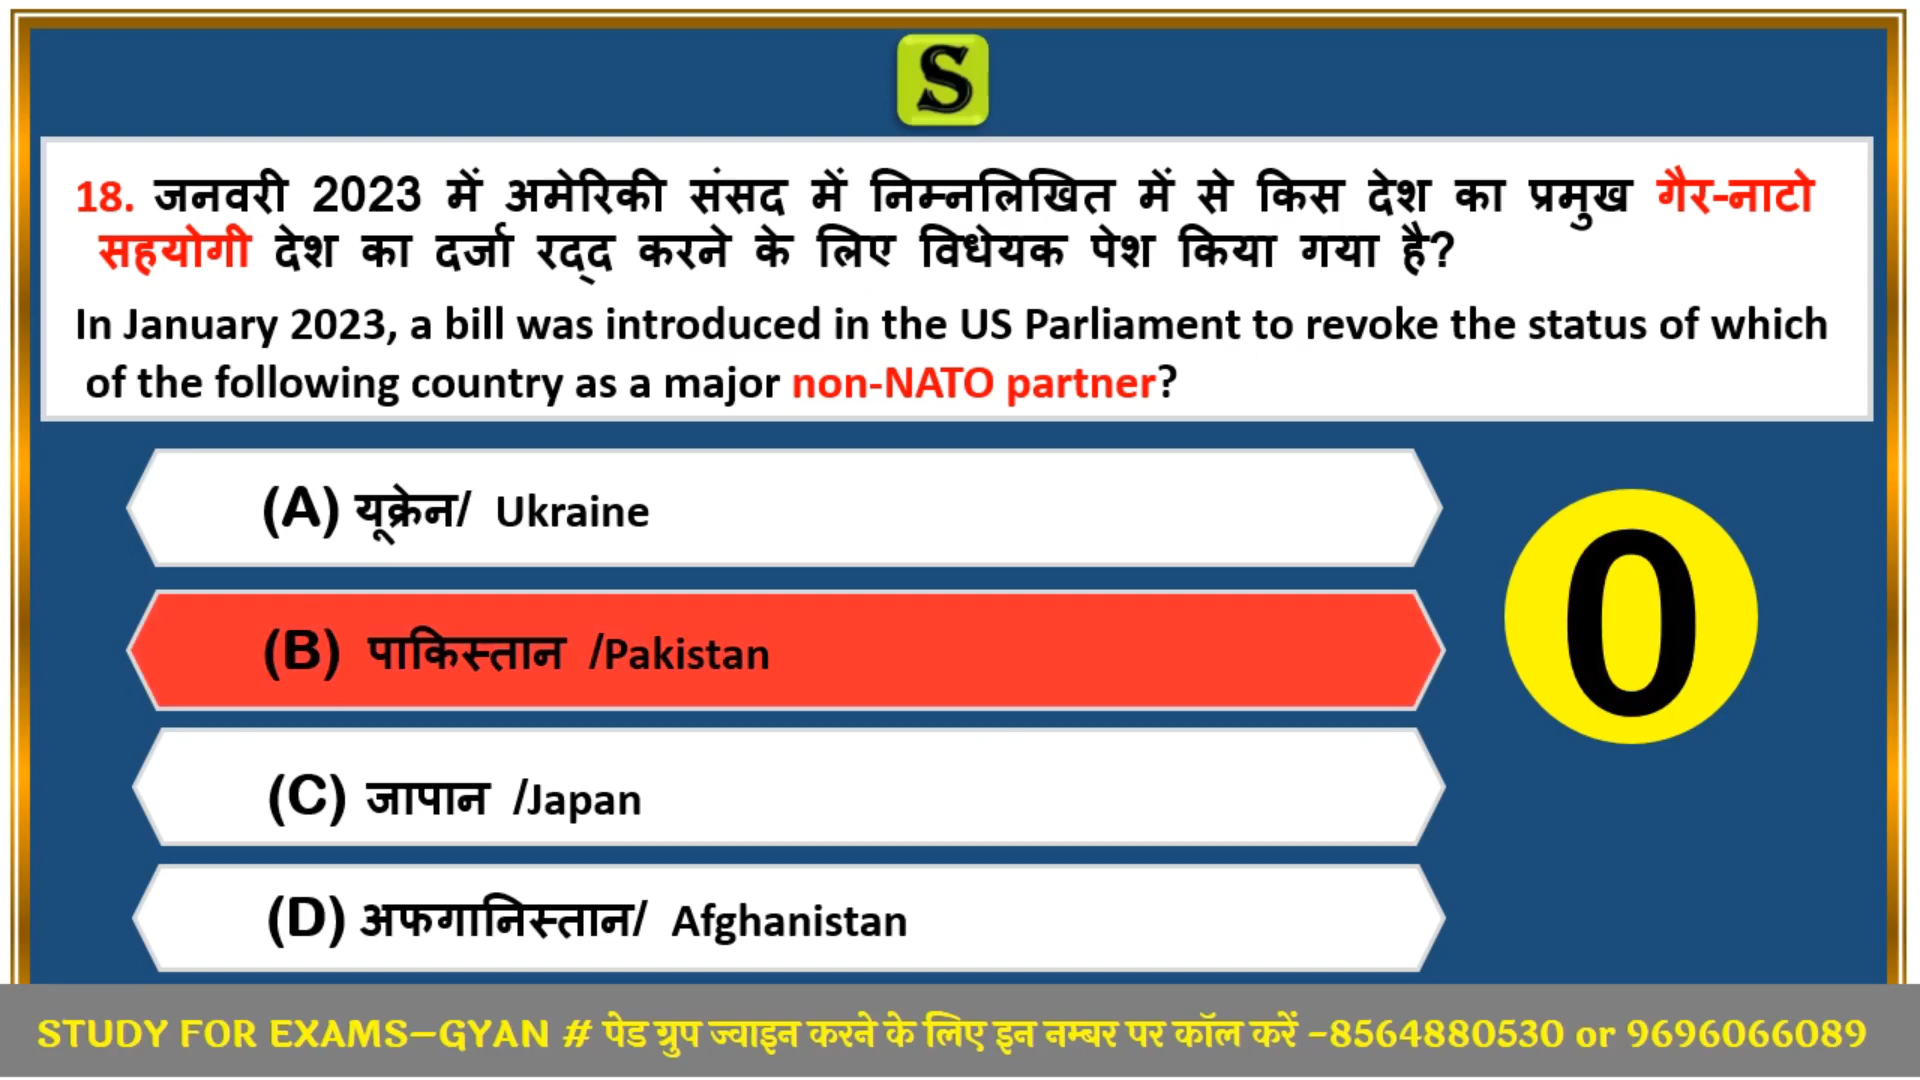 S
18. जनवरी 2023 में अमेरिकी संसद में निम्नलिखित में से किस देश का प्रमुख गैर-नाटो
सहयोगी देश का दर्जा रद्द करने के लिए विधेयक पेश किया गया है?
In January 2023, a bill was introduced in the US Parliament to revoke the status of which
of the following country as a major non-NATO partner?
(A) यूक्रेन/ Ukraine
(B) पाकिस्तान /Pakistan
0
(C) जापान /Japan
(D) अफगानिस्तान/ Afghanistan
STUDY FOR EXAMS–GYAN # पेड ग्रुप ज्वाइन करने के लिए इन नम्बर पर कॉल करें –8564880530 or 9696066089